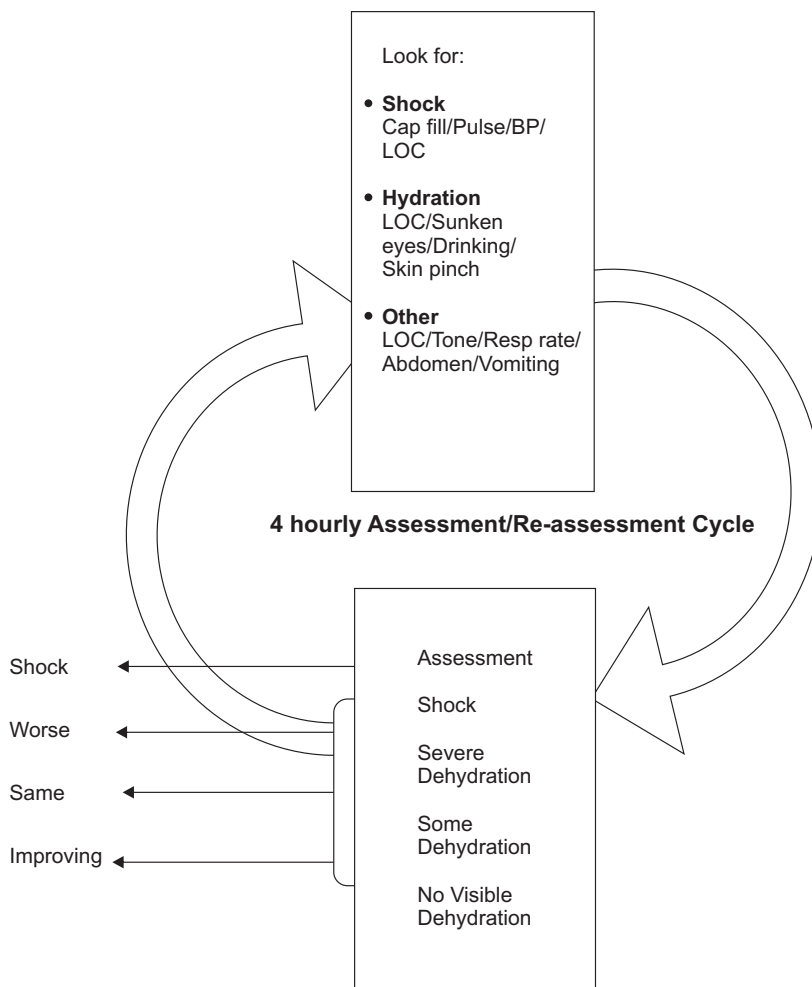 Look for:
• Shock
Cap fill/Pulse/BP/
LOC
• Hydration
LOC/Sunken
eyes/Drinking/
Skin pinch
• Other
LOC/Tone/Resp rate/
Abdomen/Vomiting
4 hourly Assessment/Re-assessment Cycle
Assessment
Shock
Severe
Dehydration
Some
Dehydration
No Visible
Dehydration
Shock
Worse
Same
Improving